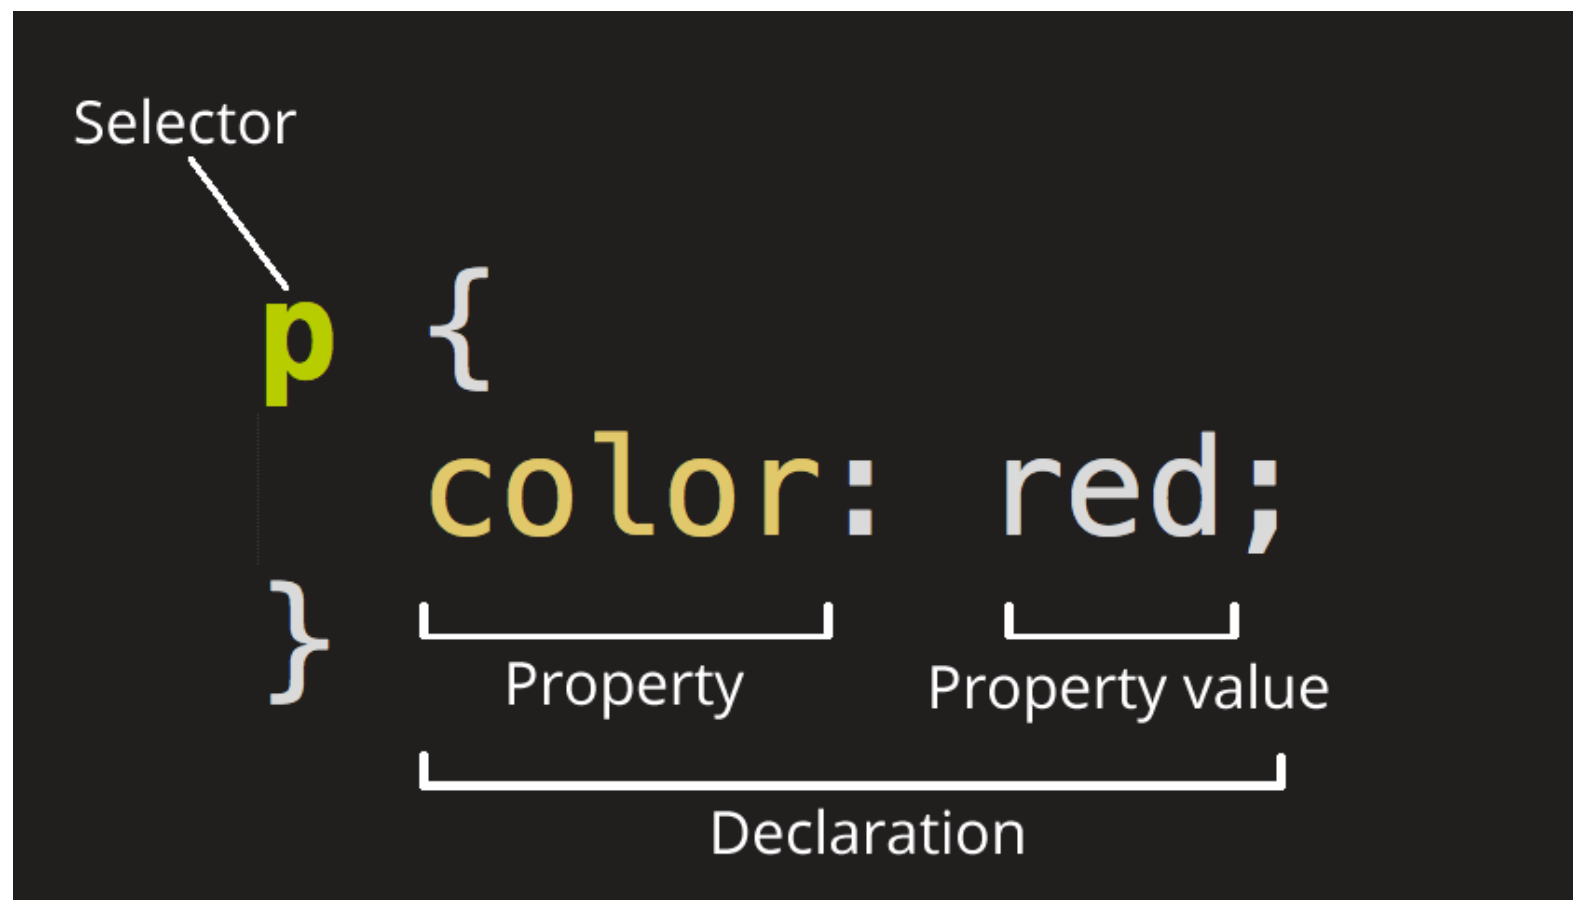 Selector
p {
color: red;
}
Property Property value
Declaration